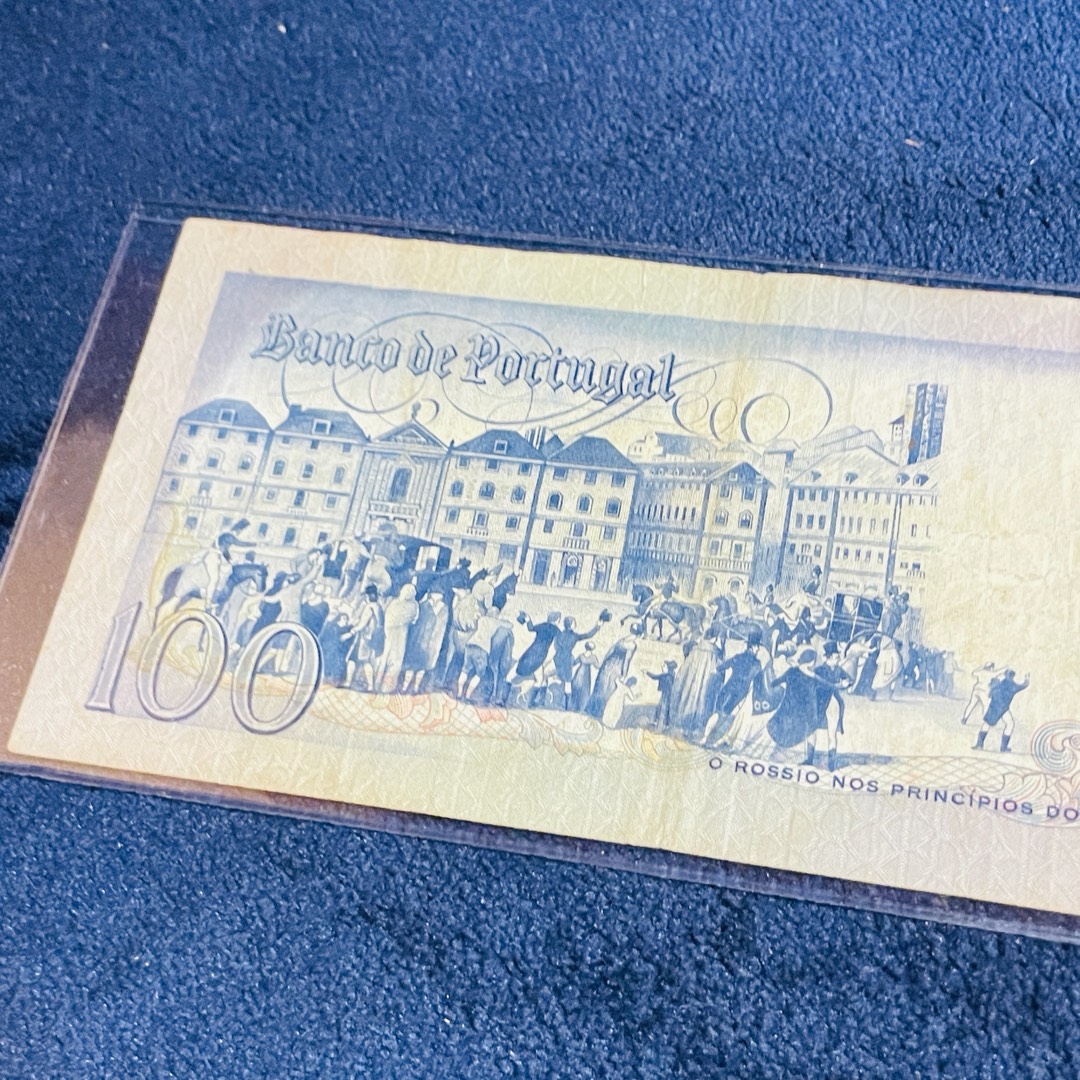 Banco de Portugal
100
O ROSSIO NOS PRINCÍPIOS DO